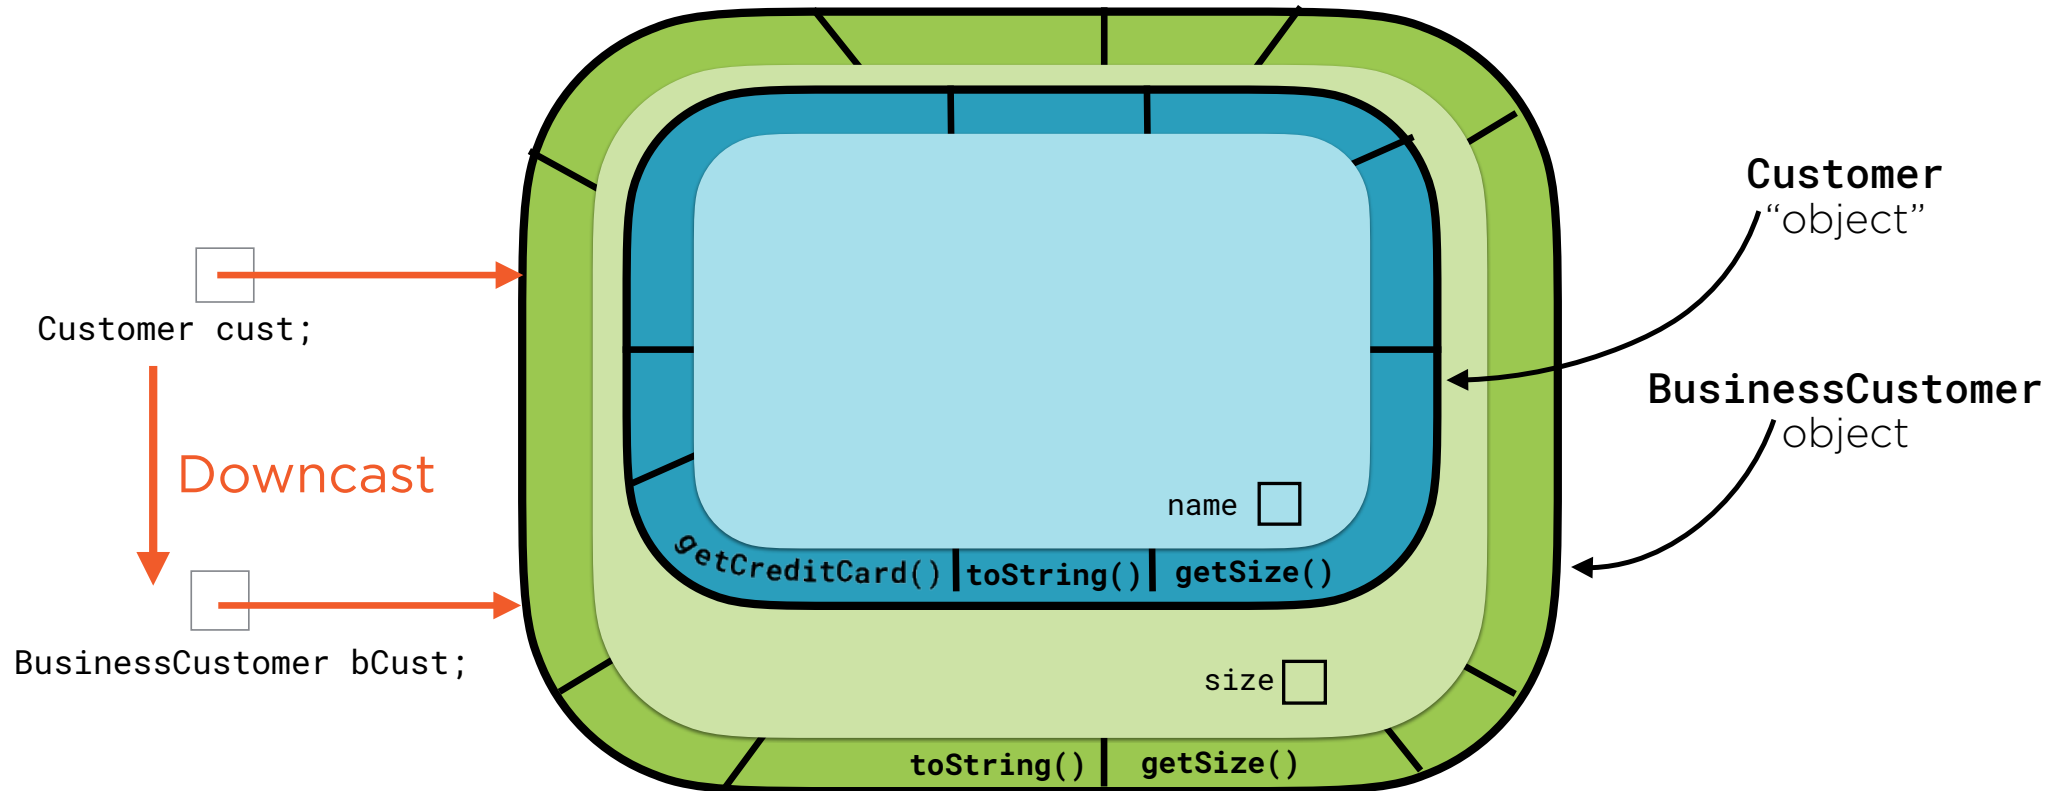 Customer
“object”
Customer cust;
BusinessCustomer
object
Downcast
name
getCreditCard()
toString()
getSize()
BusinessCustomer bCust;
size
toString()
getSize()